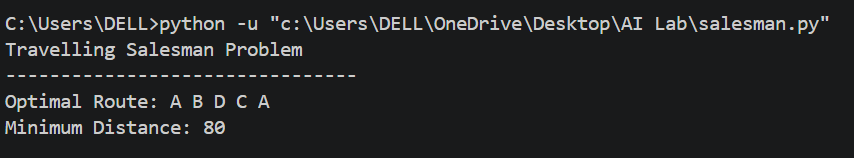 C:\Users\DELL>python -u "c:\Users\DELL\OneDrive\Desktop\AI Lab\salesman.py"
Travelling Salesman Problem
--------------------------------
Optimal Route: A B D C A
Minimum Distance: 80